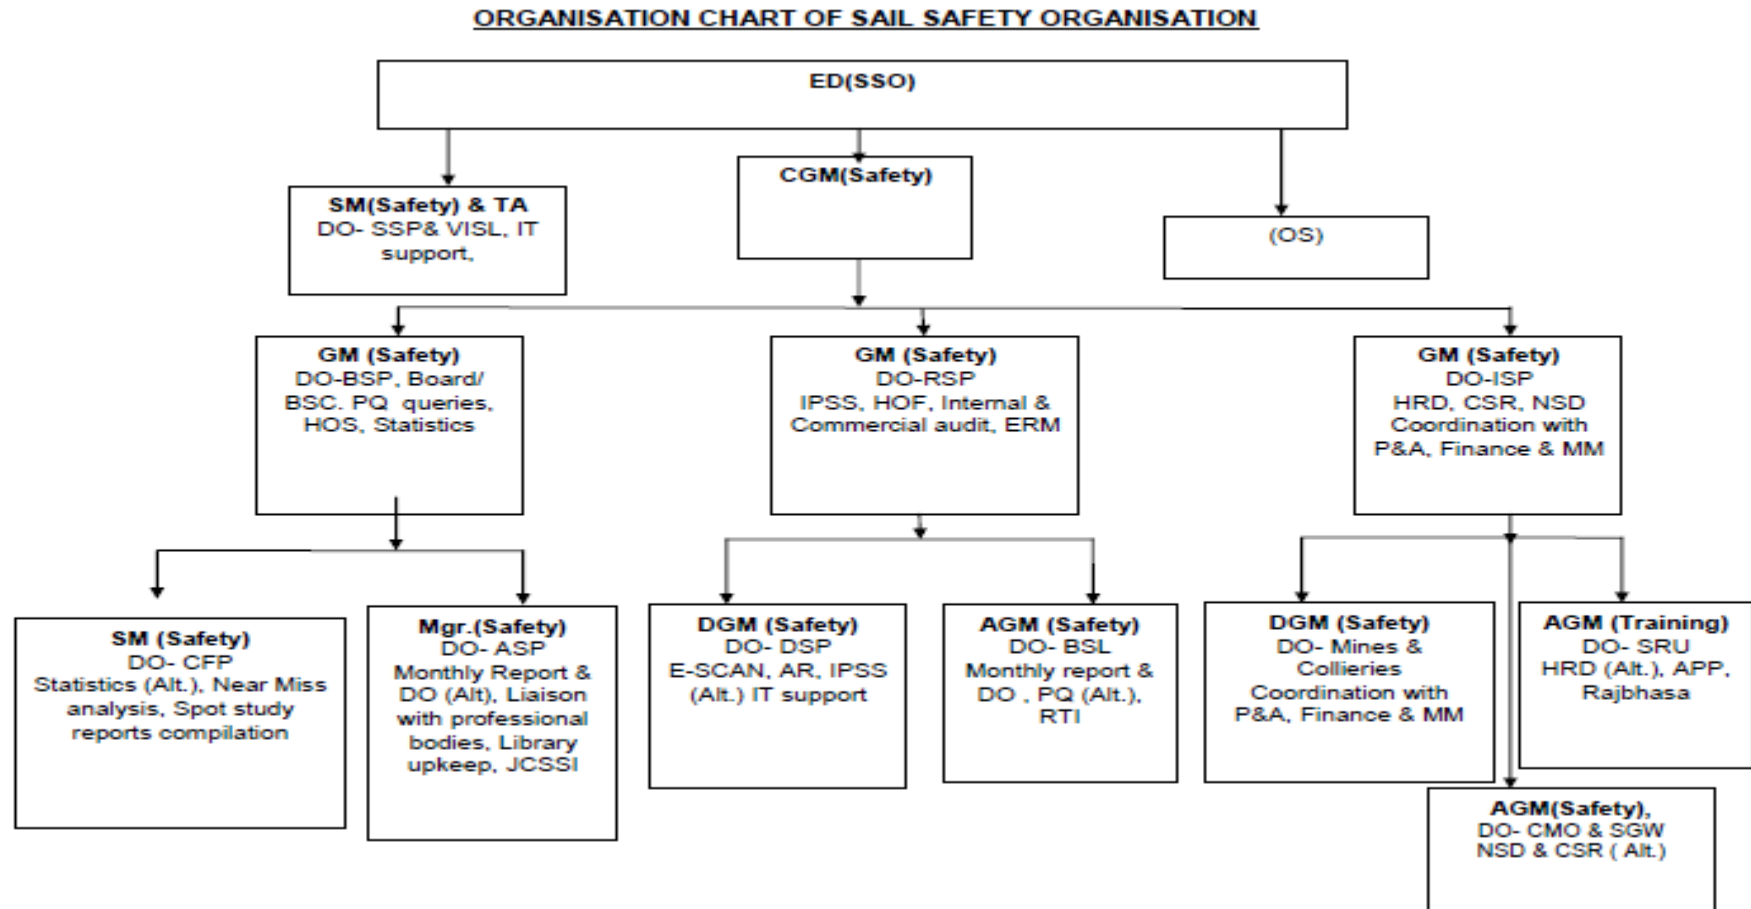 ORGANISATION CHART OF SAIL SAFETY ORGANISATION
ED(SSO)
SM(Safety) & TA
DO- SSP& VISL, IT
support,
CGM(Safety)
(OS)
GM (Safety)
DO-BSP, Board/
BSC. PQ queries,
HOS, Statistics
GM (Safety)
DO-RSP
IPSS, HOF, Internal &
Commercial audit, ERM
GM (Safety)
DO-ISP
HRD, CSR, NSD
Coordination with
P&A, Finance & MM
SM (Safety)
DO- CFP
Statistics (Alt.), Near Miss
analysis, Spot study
reports compilation
Mgr.(Safety)
DO- ASP
Monthly Report &
DO (Alt), Liaison
with professional
bodies, Library
upkeep, JCSSI
DGM (Safety)
DO- DSP
E-SCAN, AR, IPSS
(Alt.) IT support
AGM (Safety)
DO- BSL
Monthly report &
DO , PQ (Alt.),
RTI
DGM (Safety)
DO- Mines &
Collieries
Coordination with
P&A, Finance & MM
AGM (Training)
DO- SRU
HRD (Alt.), APP,
Rajbhasa
AGM(Safety),
DO- CMO & SGW
NSD & CSR ( Alt.)